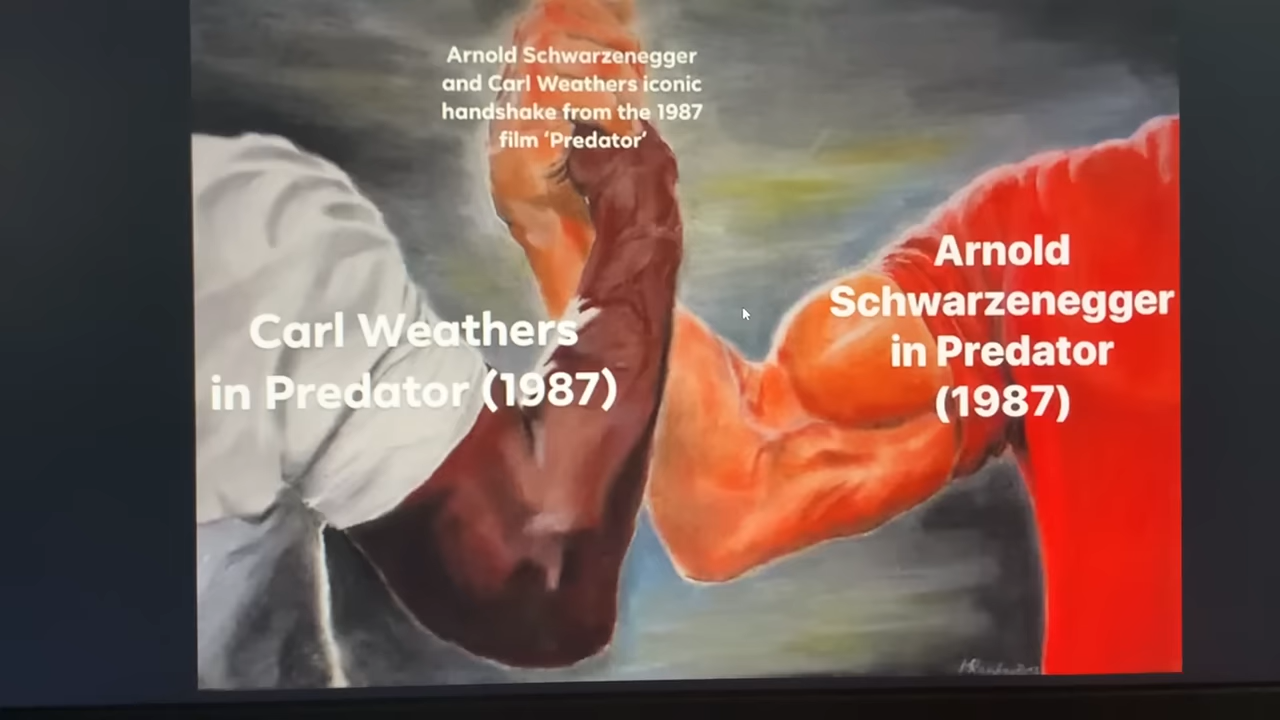 Arnold Schwarzenegger
and Carl Weathers iconic
handshake from the 1987
film 'Predator'
Carl Weathers
in Predator (1987)
Arnold
Schwarzenegger
in Predator
(1987)